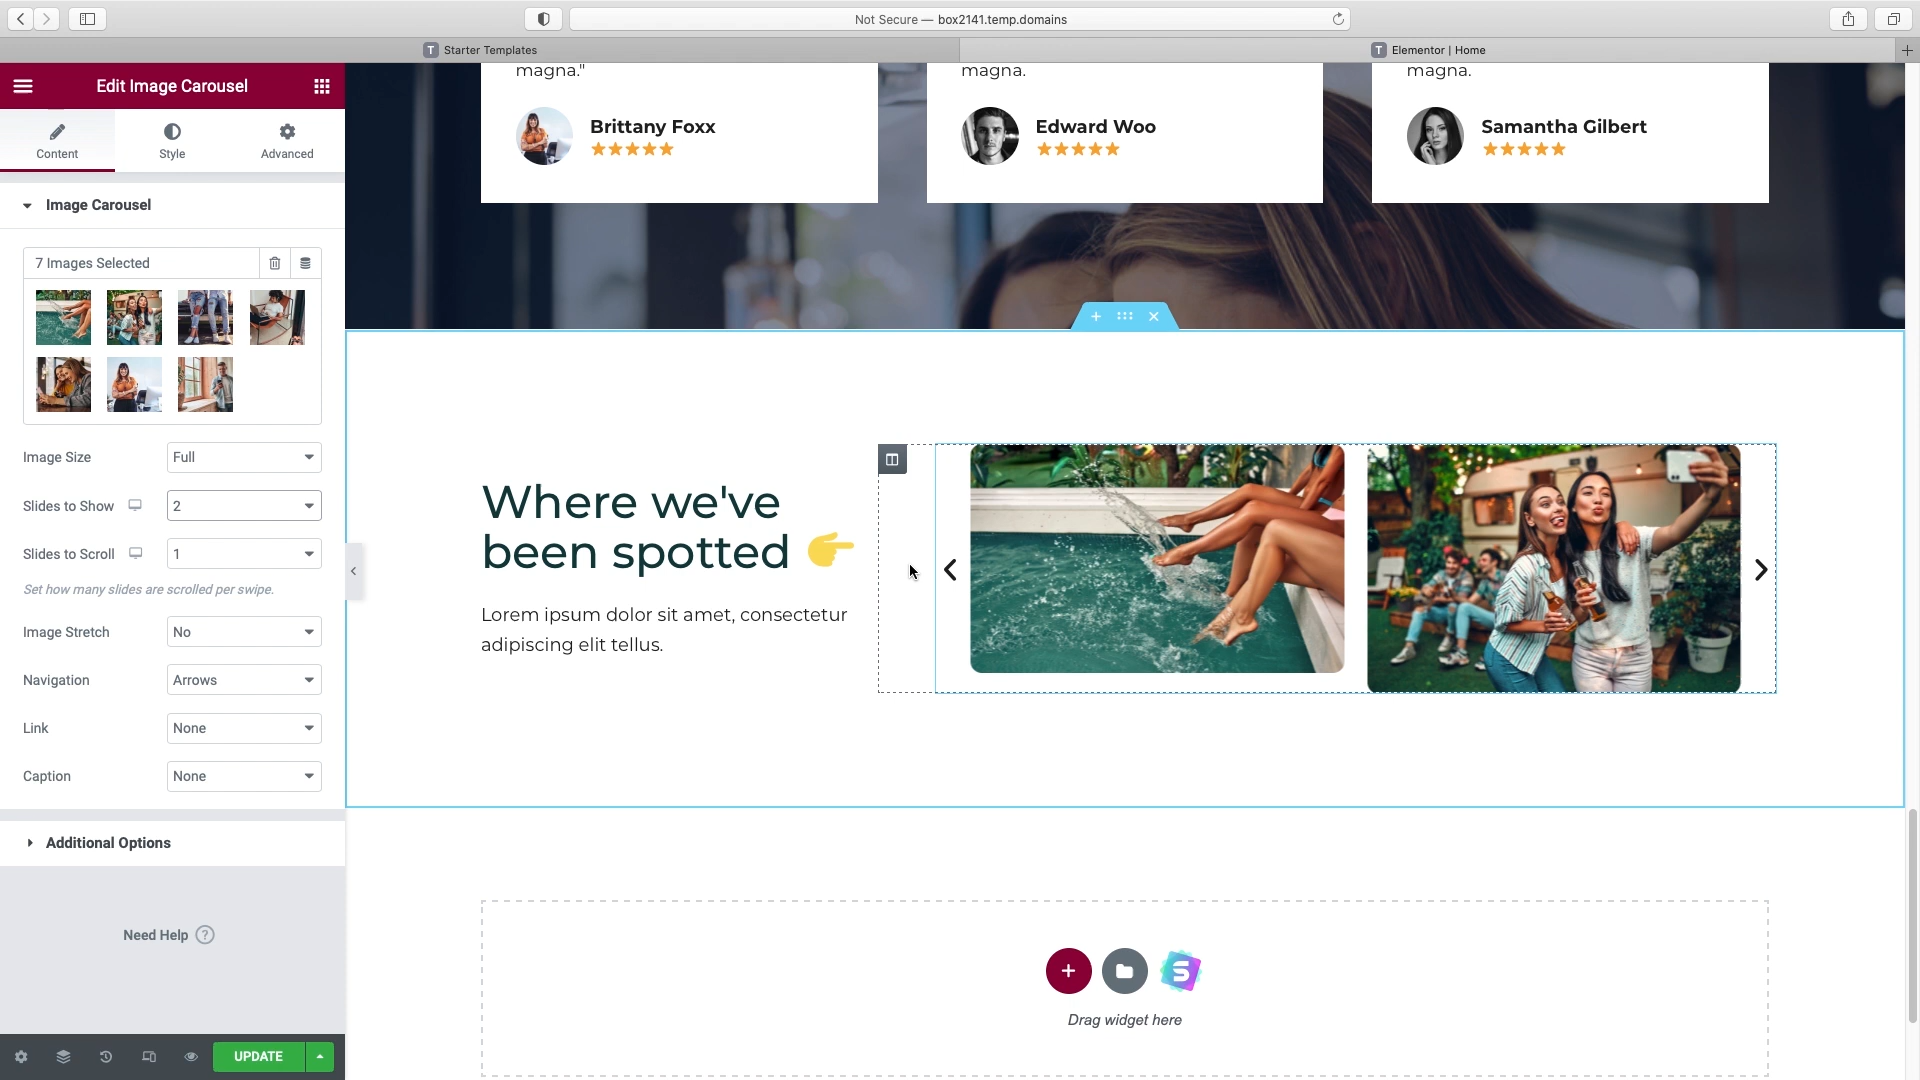 Not Secure — box2141.temp.domains
T Starter Templates
T Elementor | Home
Edit Image Carousel
Content
Style
Advanced
Image Carousel
7 Images Selected
Image Size
Full
Slides to Show
2
Slides to Scroll
1
Set how many slides are scrolled per swipe.
Image Stretch
No
Navigation
Arrows
Link
None
Caption
None
Additional Options
Need Help ?
UPDATE
magna."
Brittany Foxx
magna.
Edward Woo
magna.
Samantha Gilbert
Where we've
been spotted
Lorem ipsum dolor sit amet, consectetur
adipiscing elit tellus.
S
Drag widget here